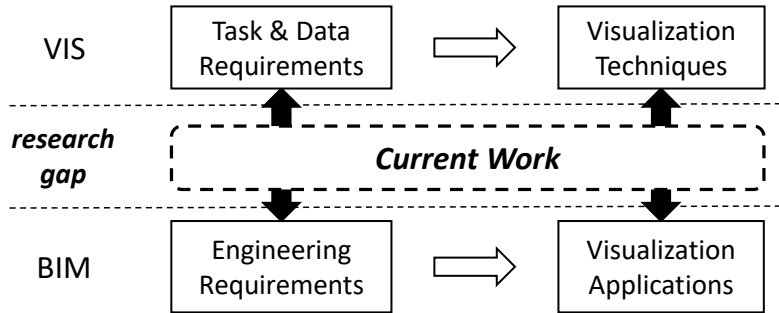 VIS
Task & Data
Requirements
Visualization
Techniques
research
gap
Current Work
BIM
Engineering
Requirements
Visualization
Applications